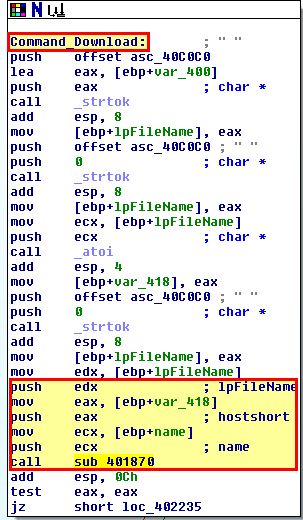 Command_Download: ; " "
push offset asc_40C0C0
lea eax, [ebp+var_400]
push eax ; char *
call _strtok
add esp, 8
mov [ebp+lpFileName], eax
push offset asc_40C0C0 ; " "
push 0 ; char *
call _strtok
add esp, 8
mov [ebp+lpFileName], eax
mov ecx, [ebp+lpFileName]
push ecx ; char *
call _atoi
add esp, 4
mov [ebp+var_418], eax
push offset asc_40C0C0 ; " "
push 0 ; char *
call _strtok
add esp, 8
mov [ebp+lpFileName], eax
mov edx, [ebp+lpFileName]
push edx ; lpFileName
mov eax, [ebp+var_418]
push eax ; hostshort
mov ecx, [ebp+name]
push ecx ; name
call sub_401870
add esp, 0Ch
test eax, eax
jz short loc_402235